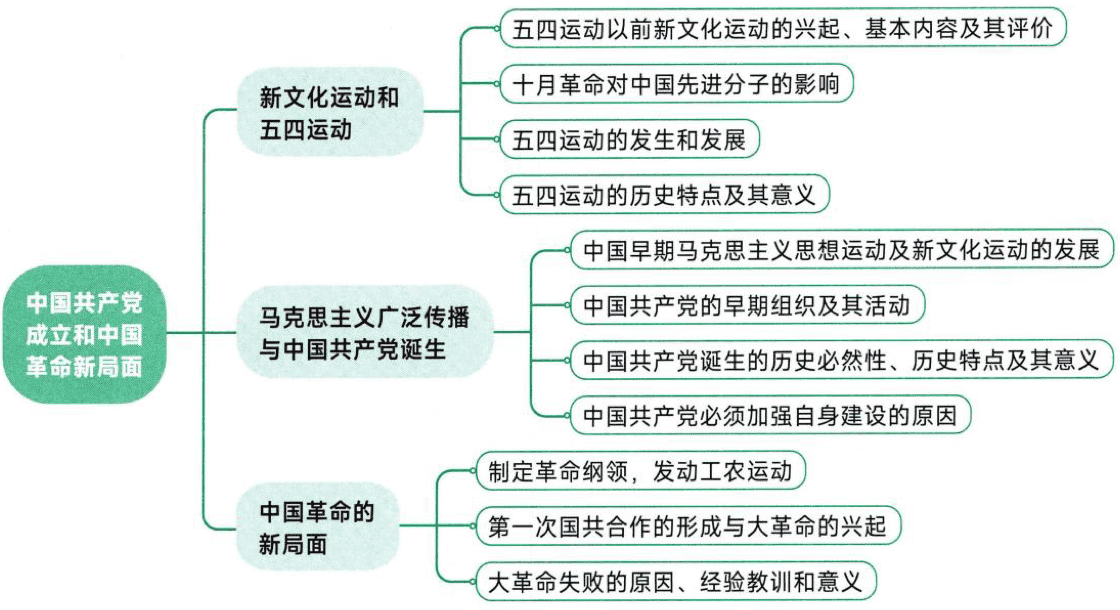 中国共产党
成立和中国
革命新局面
新文化运动和
五四运动
五四运动以前新文化运动的兴起、基本内容及其评价
十月革命对中国先进分子的影响
五四运动的发生和发展
五四运动的历史特点及其意义
马克思主义广泛传播
与中国共产党诞生
中国早期马克思主义思想运动及新文化运动的发展
中国共产党的早期组织及其活动
中国共产党诞生的历史必然性、历史特点及其意义
中国共产党必须加强自身建设的原因
中国革命的
新局面
制定革命纲领，发动工农运动
第一次国共合作的形成与大革命的兴起
大革命失败的原因、经验教训和意义